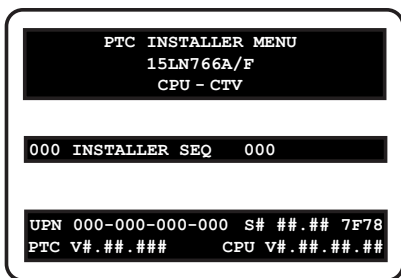 PTC INSTALLER MENU
15LN766A/F
CPU - CTV
000 INSTALLER SEQ 000
UPN 000-000-000-000 S# ##.## 7F78
PTC V#.##.### CPU V#.##.##.##